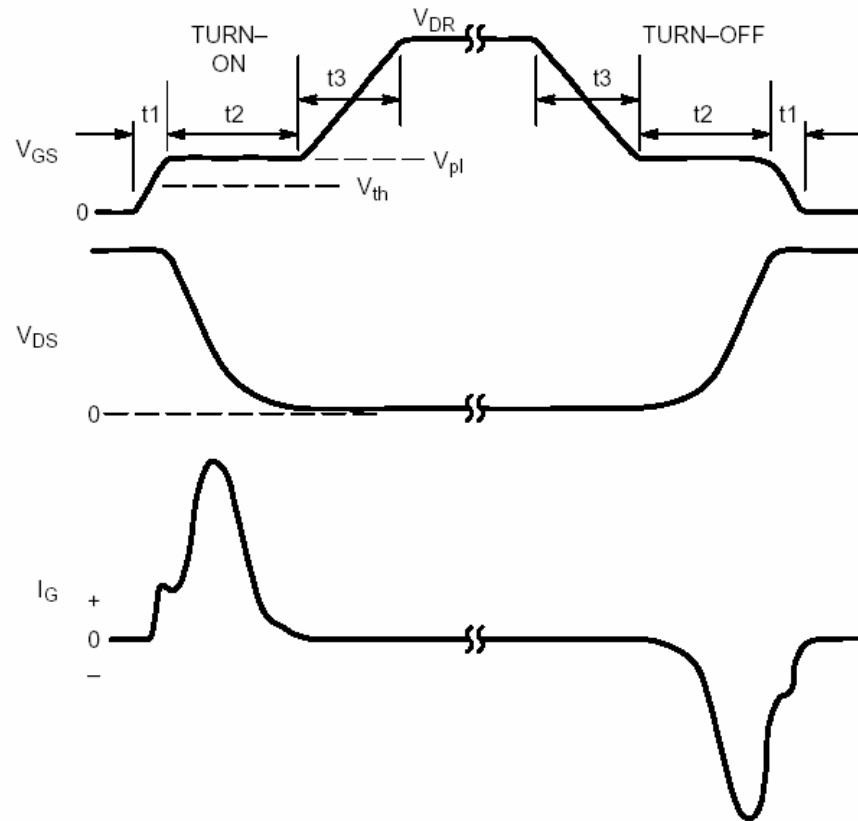 V_DR
TURN–
ON
TURN–OFF
t1
t2
t3
t3
t2
t1
V_GS
V_pl
V_th
0
V_DS
0
I_G
+
0
–